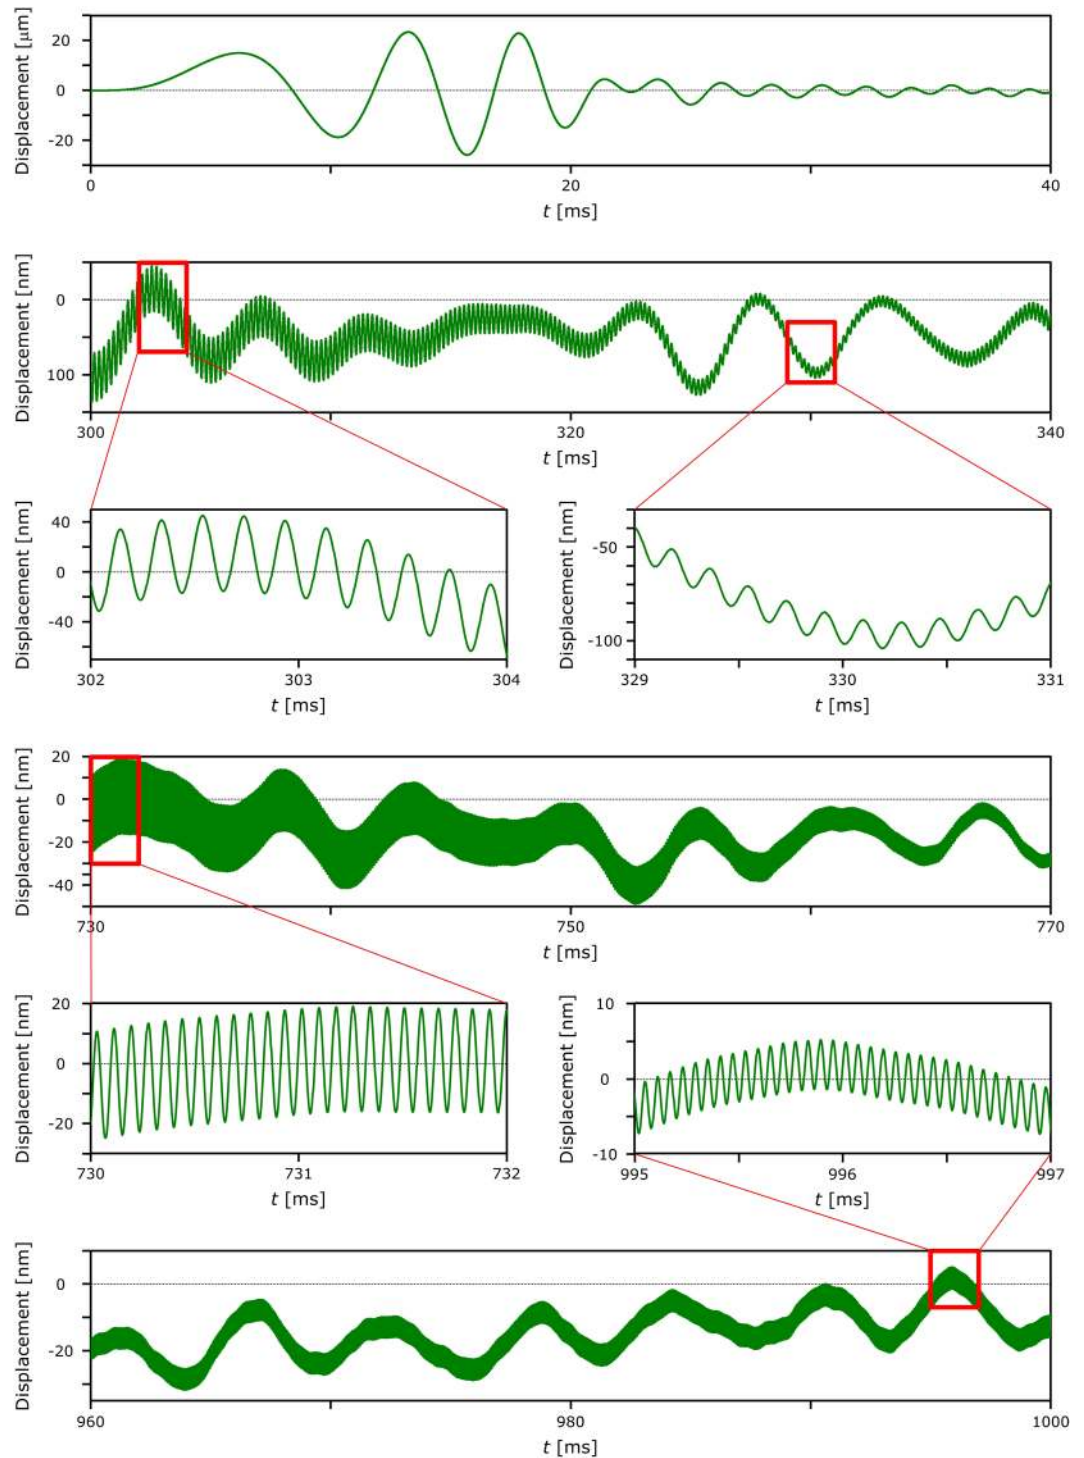 Displacement [μm]
20
0
-20
0
20
40
t [ms]
Displacement [nm]
0
100
300
320
340
t [ms]
Displacement [nm]
40
0
-40
302
303
304
t [ms]
Displacement [nm]
-50
-100
329
330
331
t [ms]
Displacement [nm]
20
0
-20
-40
730
750
770
t [ms]
Displacement [nm]
20
0
-20
730
731
732
t [ms]
Displacement [nm]
10
0
-10
995
996
997
t [ms]
Displacement [nm]
0
-20
960
980
1000
t [ms]